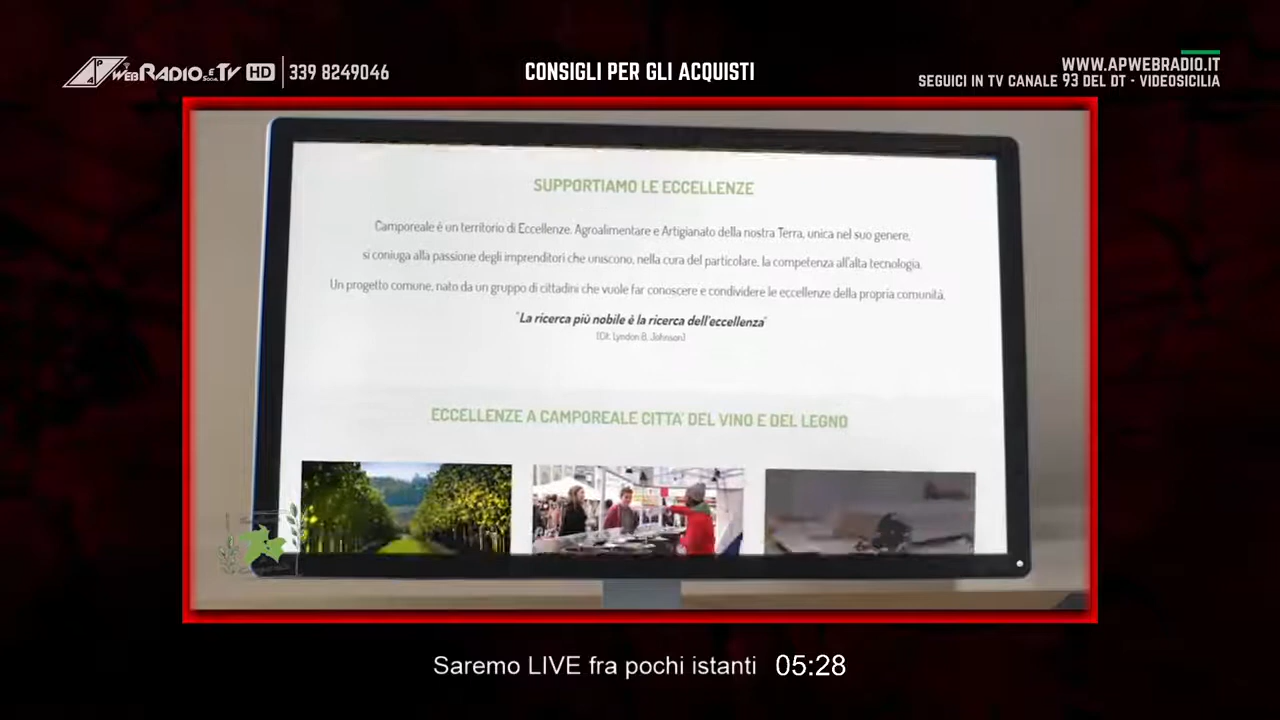 AP WEB RADIO E SOCIAL TV HD
339 8249046
CONSIGLI PER GLI ACQUISTI
WWW.APWEBRADIO.IT
SEGUICI IN TV CANALE 93 DEL DT - VIDEOSICILIA
SUPPORTIAMO LE ECCELLENZE
Camporeale è un territorio di Eccellenze. Agroalimentare e Artigianato della nostra Terra, unica nel suo genere,
si coniuga alla passione degli imprenditori che uniscono, nella cura del particolare, la competenza all'alta tecnologia.
Un progetto comune, nato da un gruppo di cittadini che vuole far conoscere e condividere le eccellenze della propria comunità.
"La ricerca più nobile è la ricerca dell'eccellenza"
[Cit. Lyndon B. Johnson]
ECCELLENZE A CAMPOREALE CITTA' DEL VINO E DEL LEGNO
Saremo LIVE fra pochi istanti 05:28